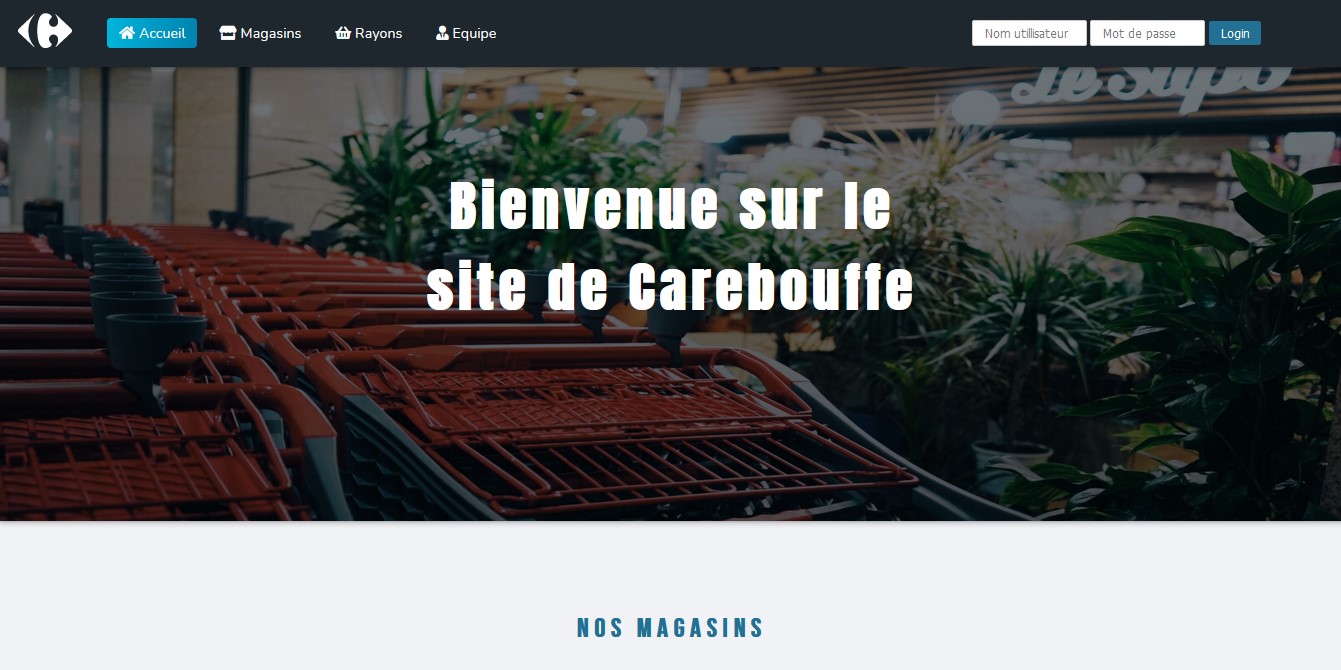 Accueil Magasins Rayons Equipe Nom utilisateur Mot de passe Login
Le
Bienvenue sur le
site de Carebouffe
NOS MAGASINS